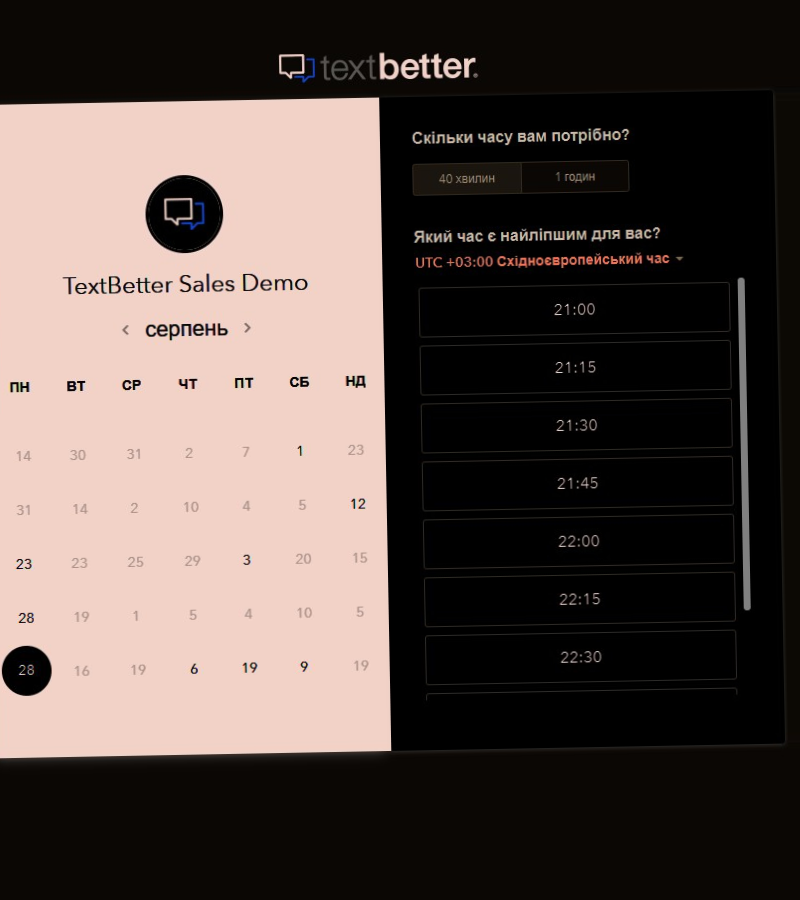 textbetter.
TextBetter Sales Demo
серпень
ПН ВТ СР ЧТ ПТ СБ НД
14 30 31 2 7 1 23
31 14 2 10 4 5 12
23 23 25 29 3 20 15
28 19 1 5 4 10 5
28 16 19 6 19 9 19
Скільки часу вам потрібно?
40 хвилин 1 годин
Який час є найліпшим для вас?
UTC +03:00 Східноєвропейський час
21:00
21:15
21:30
21:45
22:00
22:15
22:30